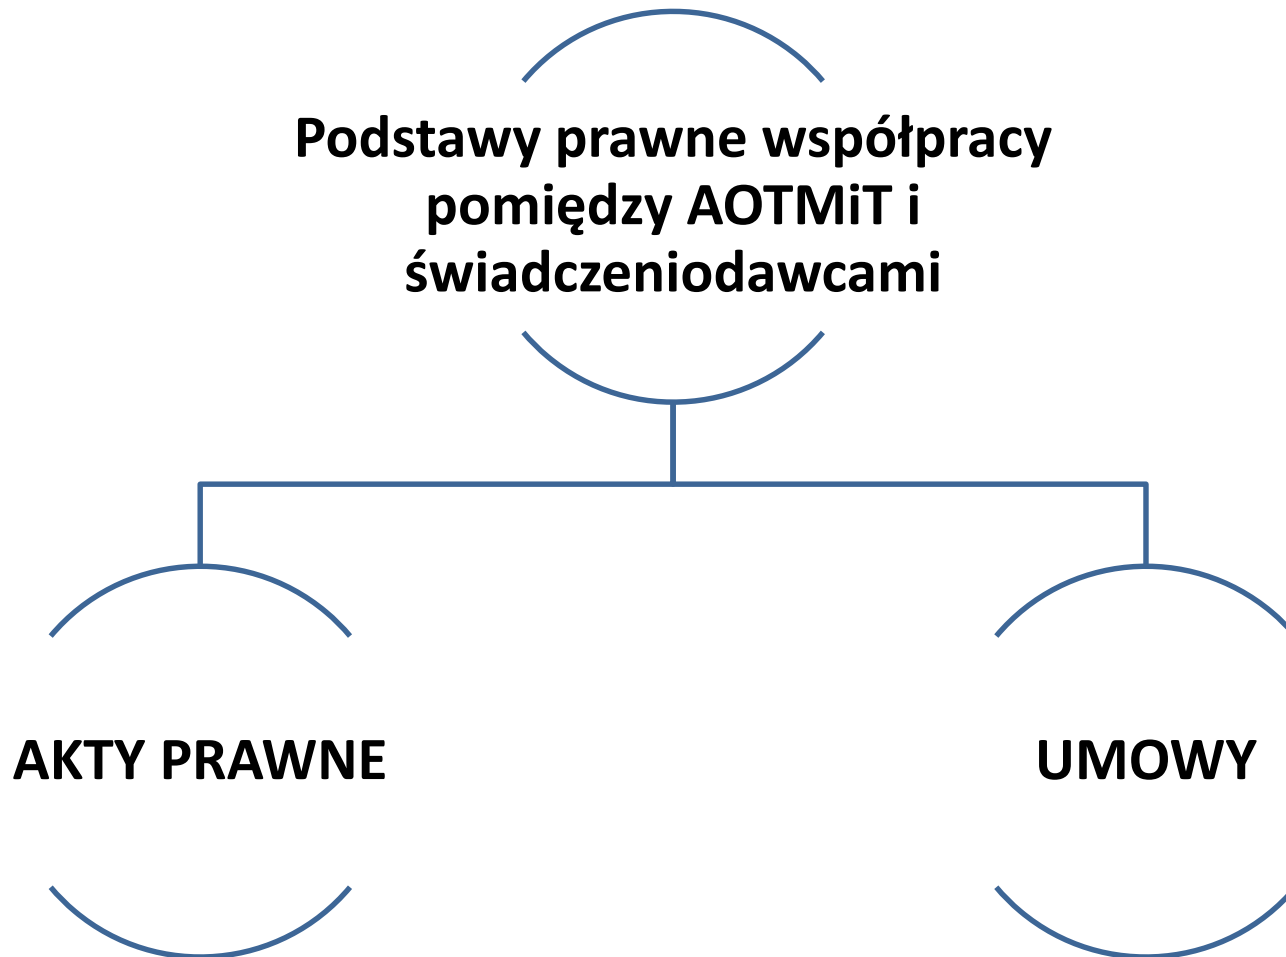 Podstawy prawne współpracy
pomiędzy AOTMiT i
świadczeniodawcami
AKTY PRAWNE
UMOWY